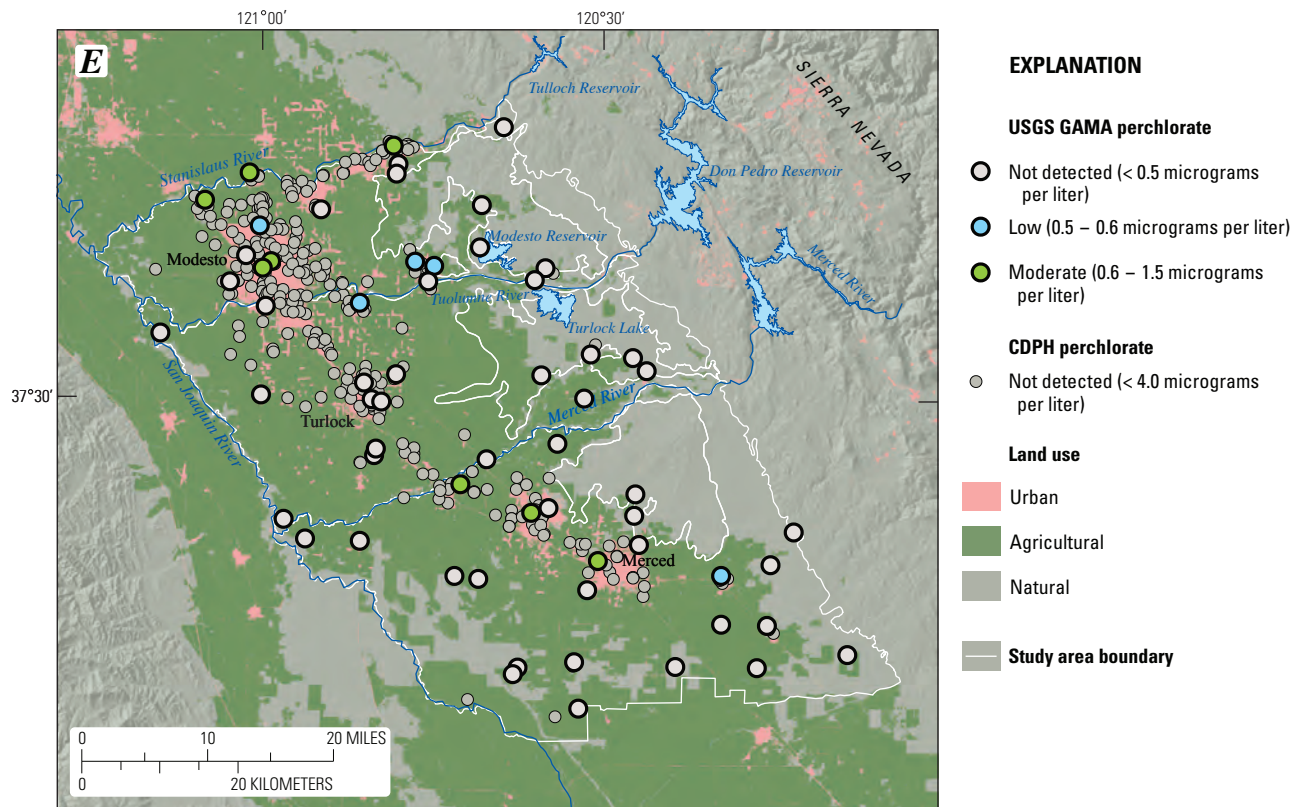 121°00'
120°30'
E
SIERRA NEVADA
Tulloch Reservoir
Stanislaus River
Don Pedro Reservoir
Modesto Reservoir
Modesto
Merced River
Tuolumne River
Turlock Lake
37°30'
San Joaquin River
Merced River
Turlock
Merced
0 10 20 MILES
0 20 KILOMETERS
EXPLANATION
USGS GAMA perchlorate
Not detected (< 0.5 micrograms
per liter)
Low (0.5 – 0.6 micrograms per liter)
Moderate (0.6 – 1.5 micrograms
per liter)
CDPH perchlorate
Not detected (< 4.0 micrograms
per liter)
Land use
Urban
Agricultural
Natural
Study area boundary